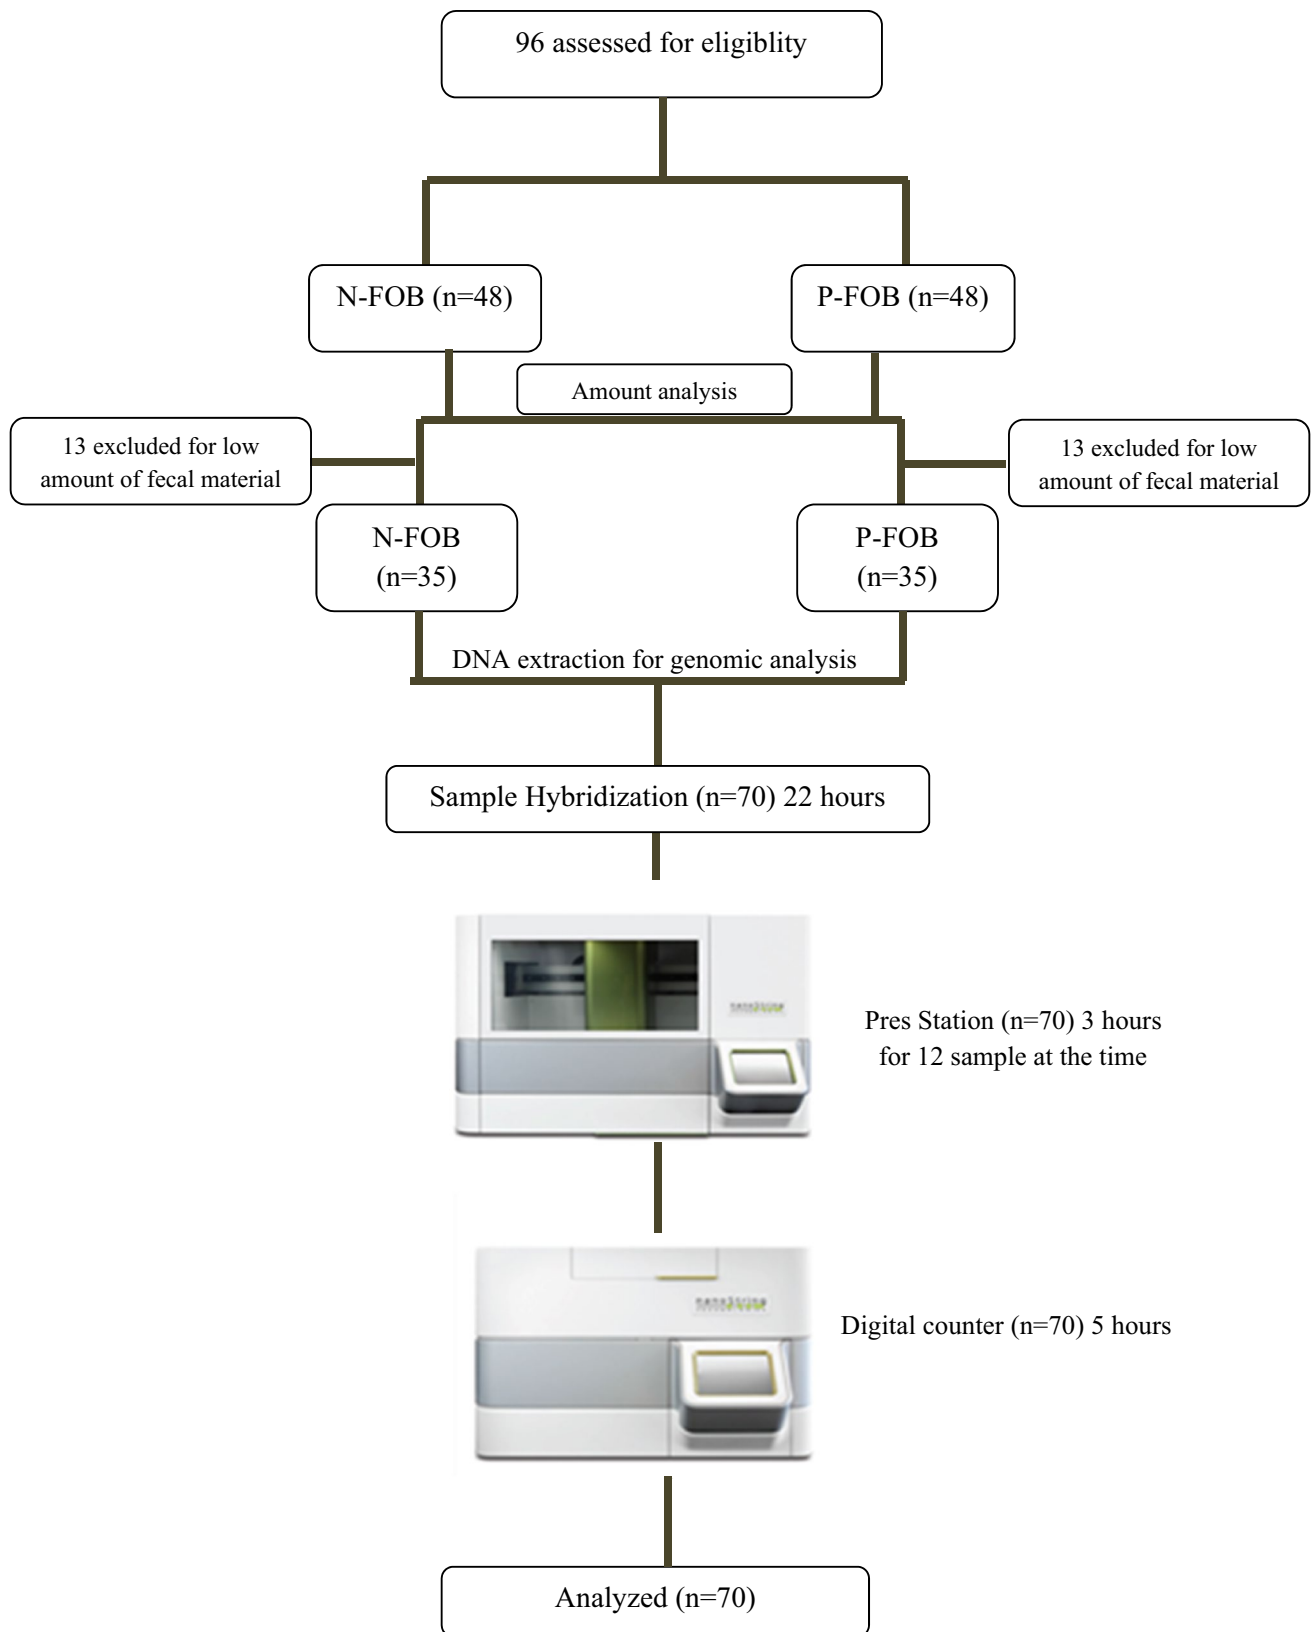 96 assessed for eligiblity
N-FOB (n=48)
P-FOB (n=48)
Amount analysis
13 excluded for low
amount of fecal material
13 excluded for low
amount of fecal material
N-FOB
(n=35)
P-FOB
(n=35)
DNA extraction for genomic analysis
Sample Hybridization (n=70) 22 hours
nanoString
Pres Station (n=70) 3 hours
for 12 sample at the time
nanoString
Digital counter (n=70) 5 hours
Analyzed (n=70)